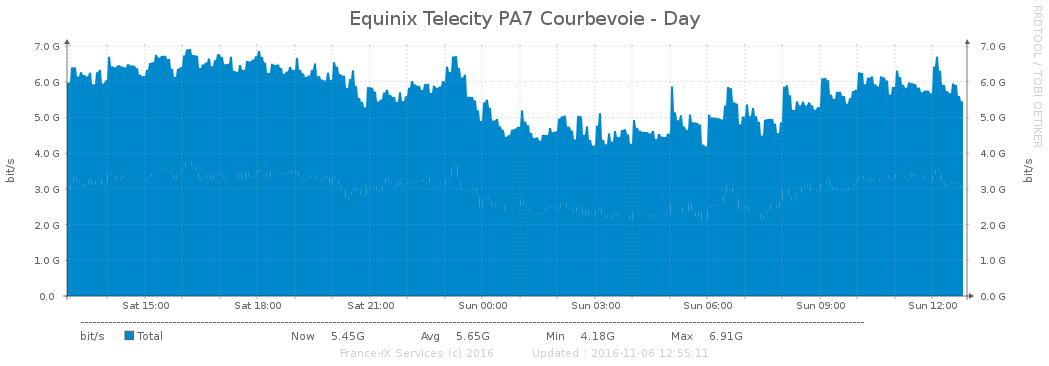 Equinix Telecity PA7 Courbevoie - Day
RRDTOOL / TOBI OETIKER
7.0 G 7.0 G
6.0 G 6.0 G
5.0 G 5.0 G
4.0 G 4.0 G
3.0 G 3.0 G
2.0 G 2.0 G
1.0 G 1.0 G
0.0 0.0 G
bit/s bit/s
Sat 15:00 Sat 18:00 Sat 21:00 Sun 00:00 Sun 03:00 Sun 06:00 Sun 09:00 Sun 12:00
bit/s Total Now 5.45G Avg 5.65G Min 4.18G Max 6.91G
France-IX Services (c) 2016 Updated : 2016-11-06 12:55:11